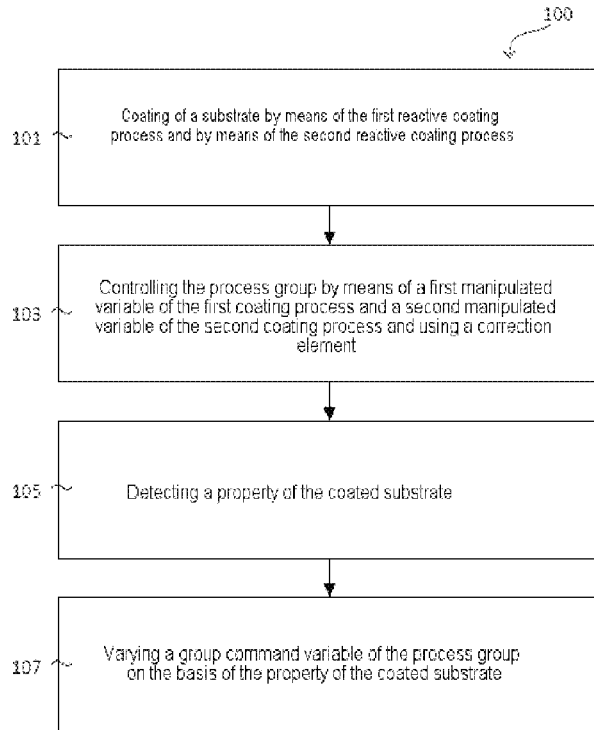 100
101
Coating of a substrate by means of the first reactive coating
process and by means of the second reactive coating process
103
Controlling the process group by means of a first manipulated
variable of the first coating process and a second manipulated
variable of the second coating process and using a correction
element
105
Detecting a property of the coated substrate
107
Varying a group command variable of the process group
on the basis of the property of the coated substrate